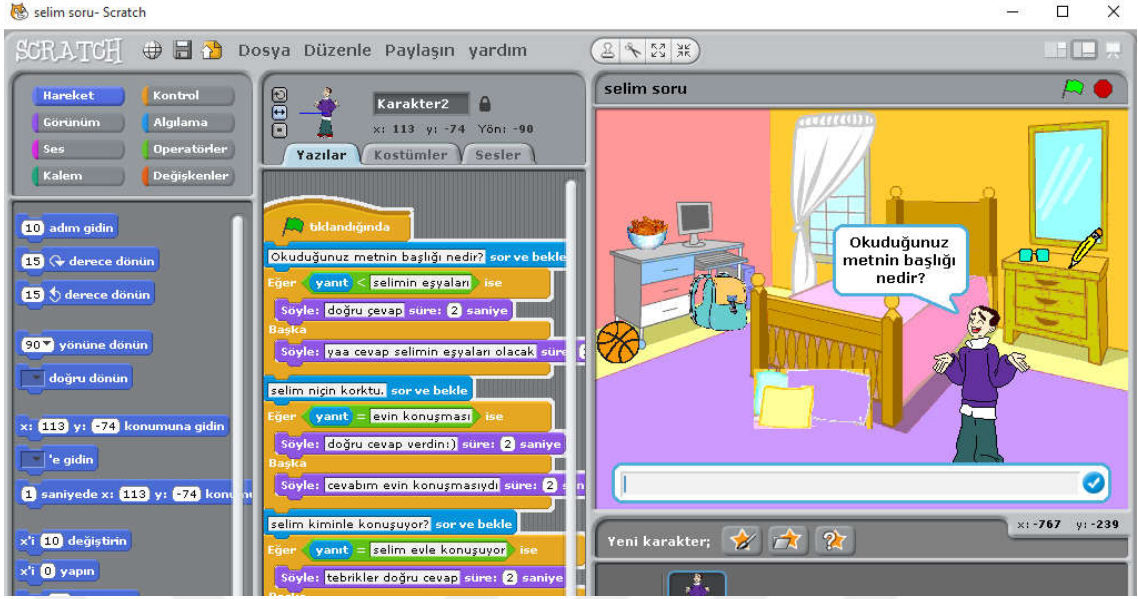 selim soru- Scratch
SCRATCH Dosya Düzenle Paylaşın yardım
Hareket Kontrol
Görünüm Algılama
Ses Operatörler
Kalem Değişkenler
10 adım gidin
15 derece dönün
15 derece dönün
90 yönüne dönün
doğru dönün
x: 113 y: -74 konumuna gidin
'e gidin
1 saniyede x: 113 y: -74
x'i 10 değiştirin
x'i 0 yapın
Karakter2
x: 113 y: -74 Yön: -90
Yazılar Kostümler Sesler
tıklandığında
Okuduğunuz metnin başlığı nedir? sor ve bekle
Eğer yanıt < selimin eşyaları ise
Söyle: doğru çevap süre: 2 saniye
Başka
Söyle: yaa cevap selimin eşyaları olacak süre
selim niçin korktu. sor ve bekle
Eğer yanıt = evin konuşması ise
Söyle: doğru cevap verdin:) süre: 2 saniye
Başka
Söyle: cevabım evin konuşmasıydı süre: 2
selim kiminle konuşuyor? sor ve bekle
Eğer yanıt = selim evle konuşuyor ise
Söyle: tebrikler doğru cevap süre: 2 saniye
Başka
selim soru
Okuduğunuz
metnin başlığı
nedir?
x: -767 y: -239
Yeni karakter;